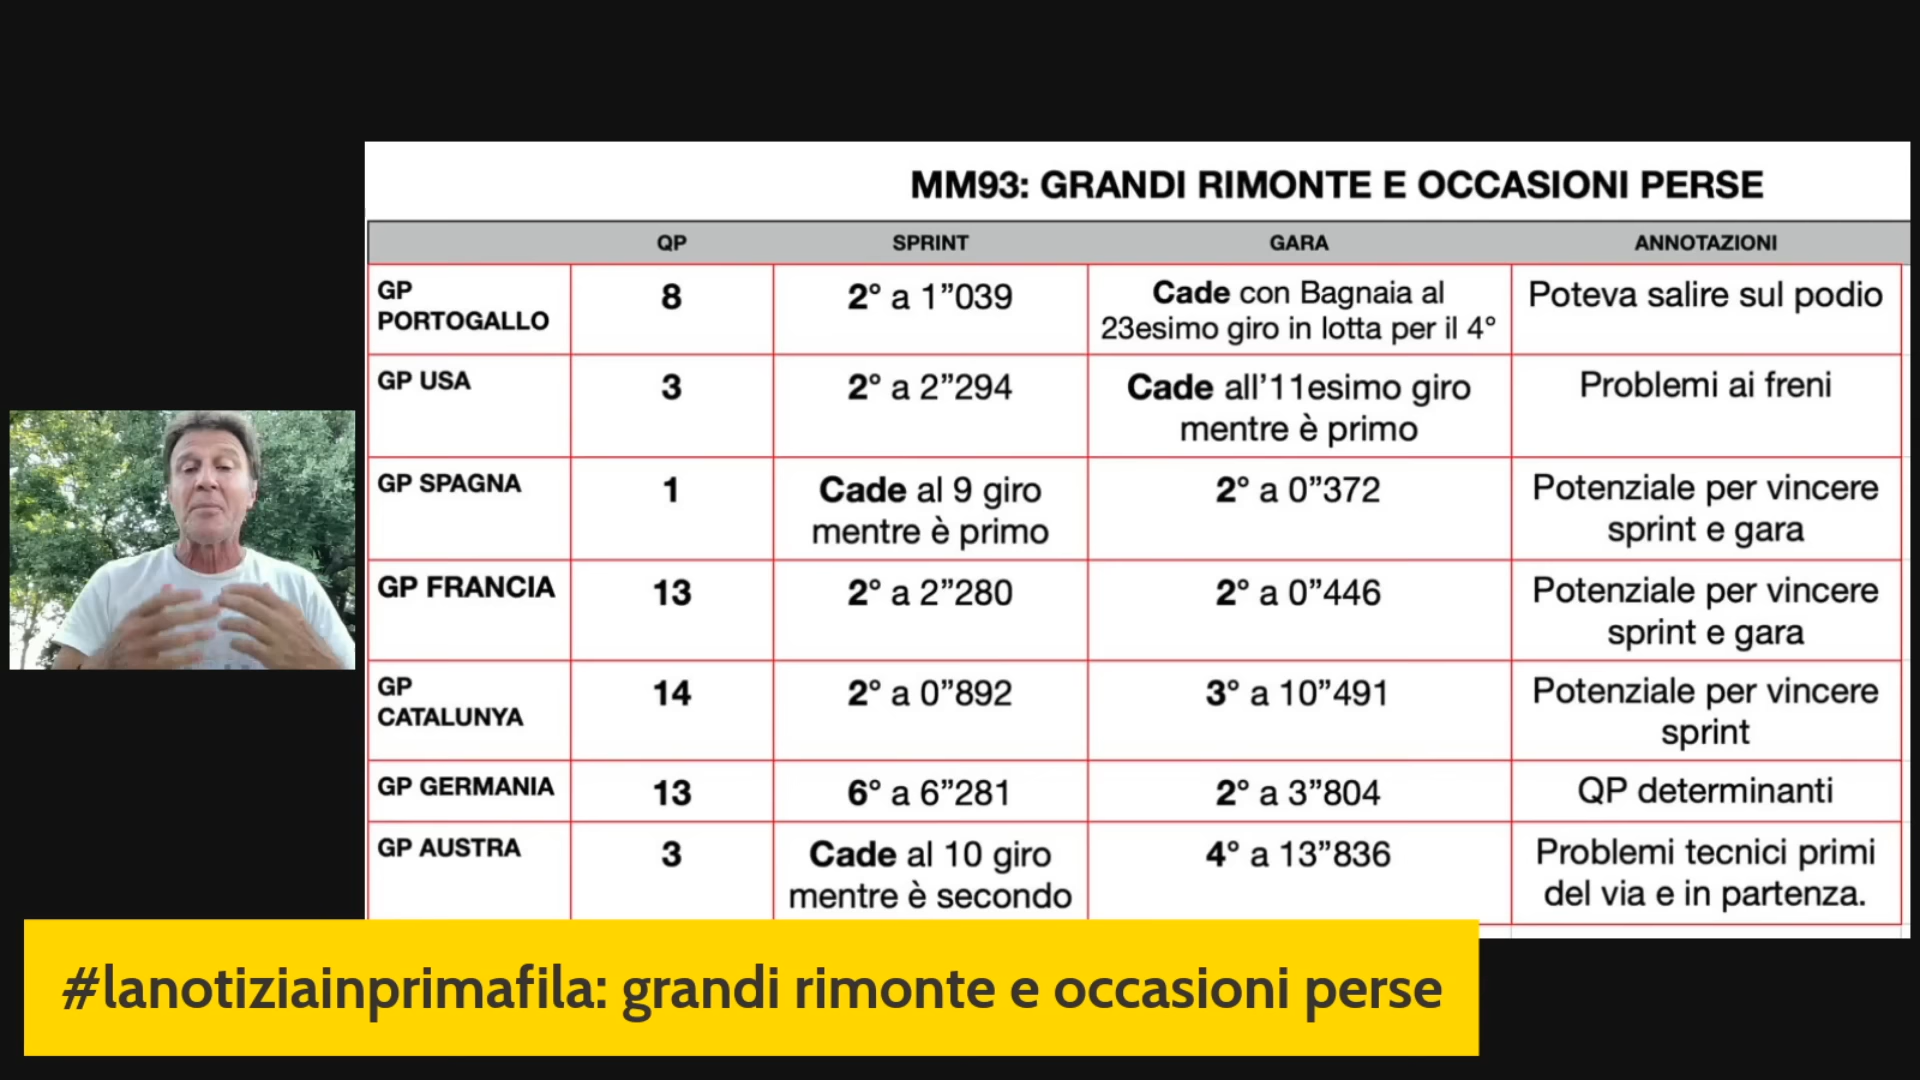 MM93: GRANDI RIMONTE E OCCASIONI PERSE
QP SPRINT GARA ANNOTAZIONI
GP PORTOGALLO 8 2° a 1”039 Cade con Bagnaia al 23esimo giro in lotta per il 4° Poteva salire sul podio
GP USA 3 2° a 2”294 Cade all’11esimo giro mentre è primo Problemi ai freni
GP SPAGNA 1 Cade al 9 giro mentre è primo 2° a 0”372 Potenziale per vincere sprint e gara
GP FRANCIA 13 2° a 2”280 2° a 0”446 Potenziale per vincere sprint e gara
GP CATALUNYA 14 2° a 0”892 3° a 10”491 Potenziale per vincere sprint
GP GERMANIA 13 6° a 6”281 2° a 3”804 QP determinanti
GP AUSTRA 3 Cade al 10 giro mentre è secondo 4° a 13”836 Problemi tecnici primi del via e in partenza.
#lanotiziainprimafila: grandi rimonte e occasioni perse